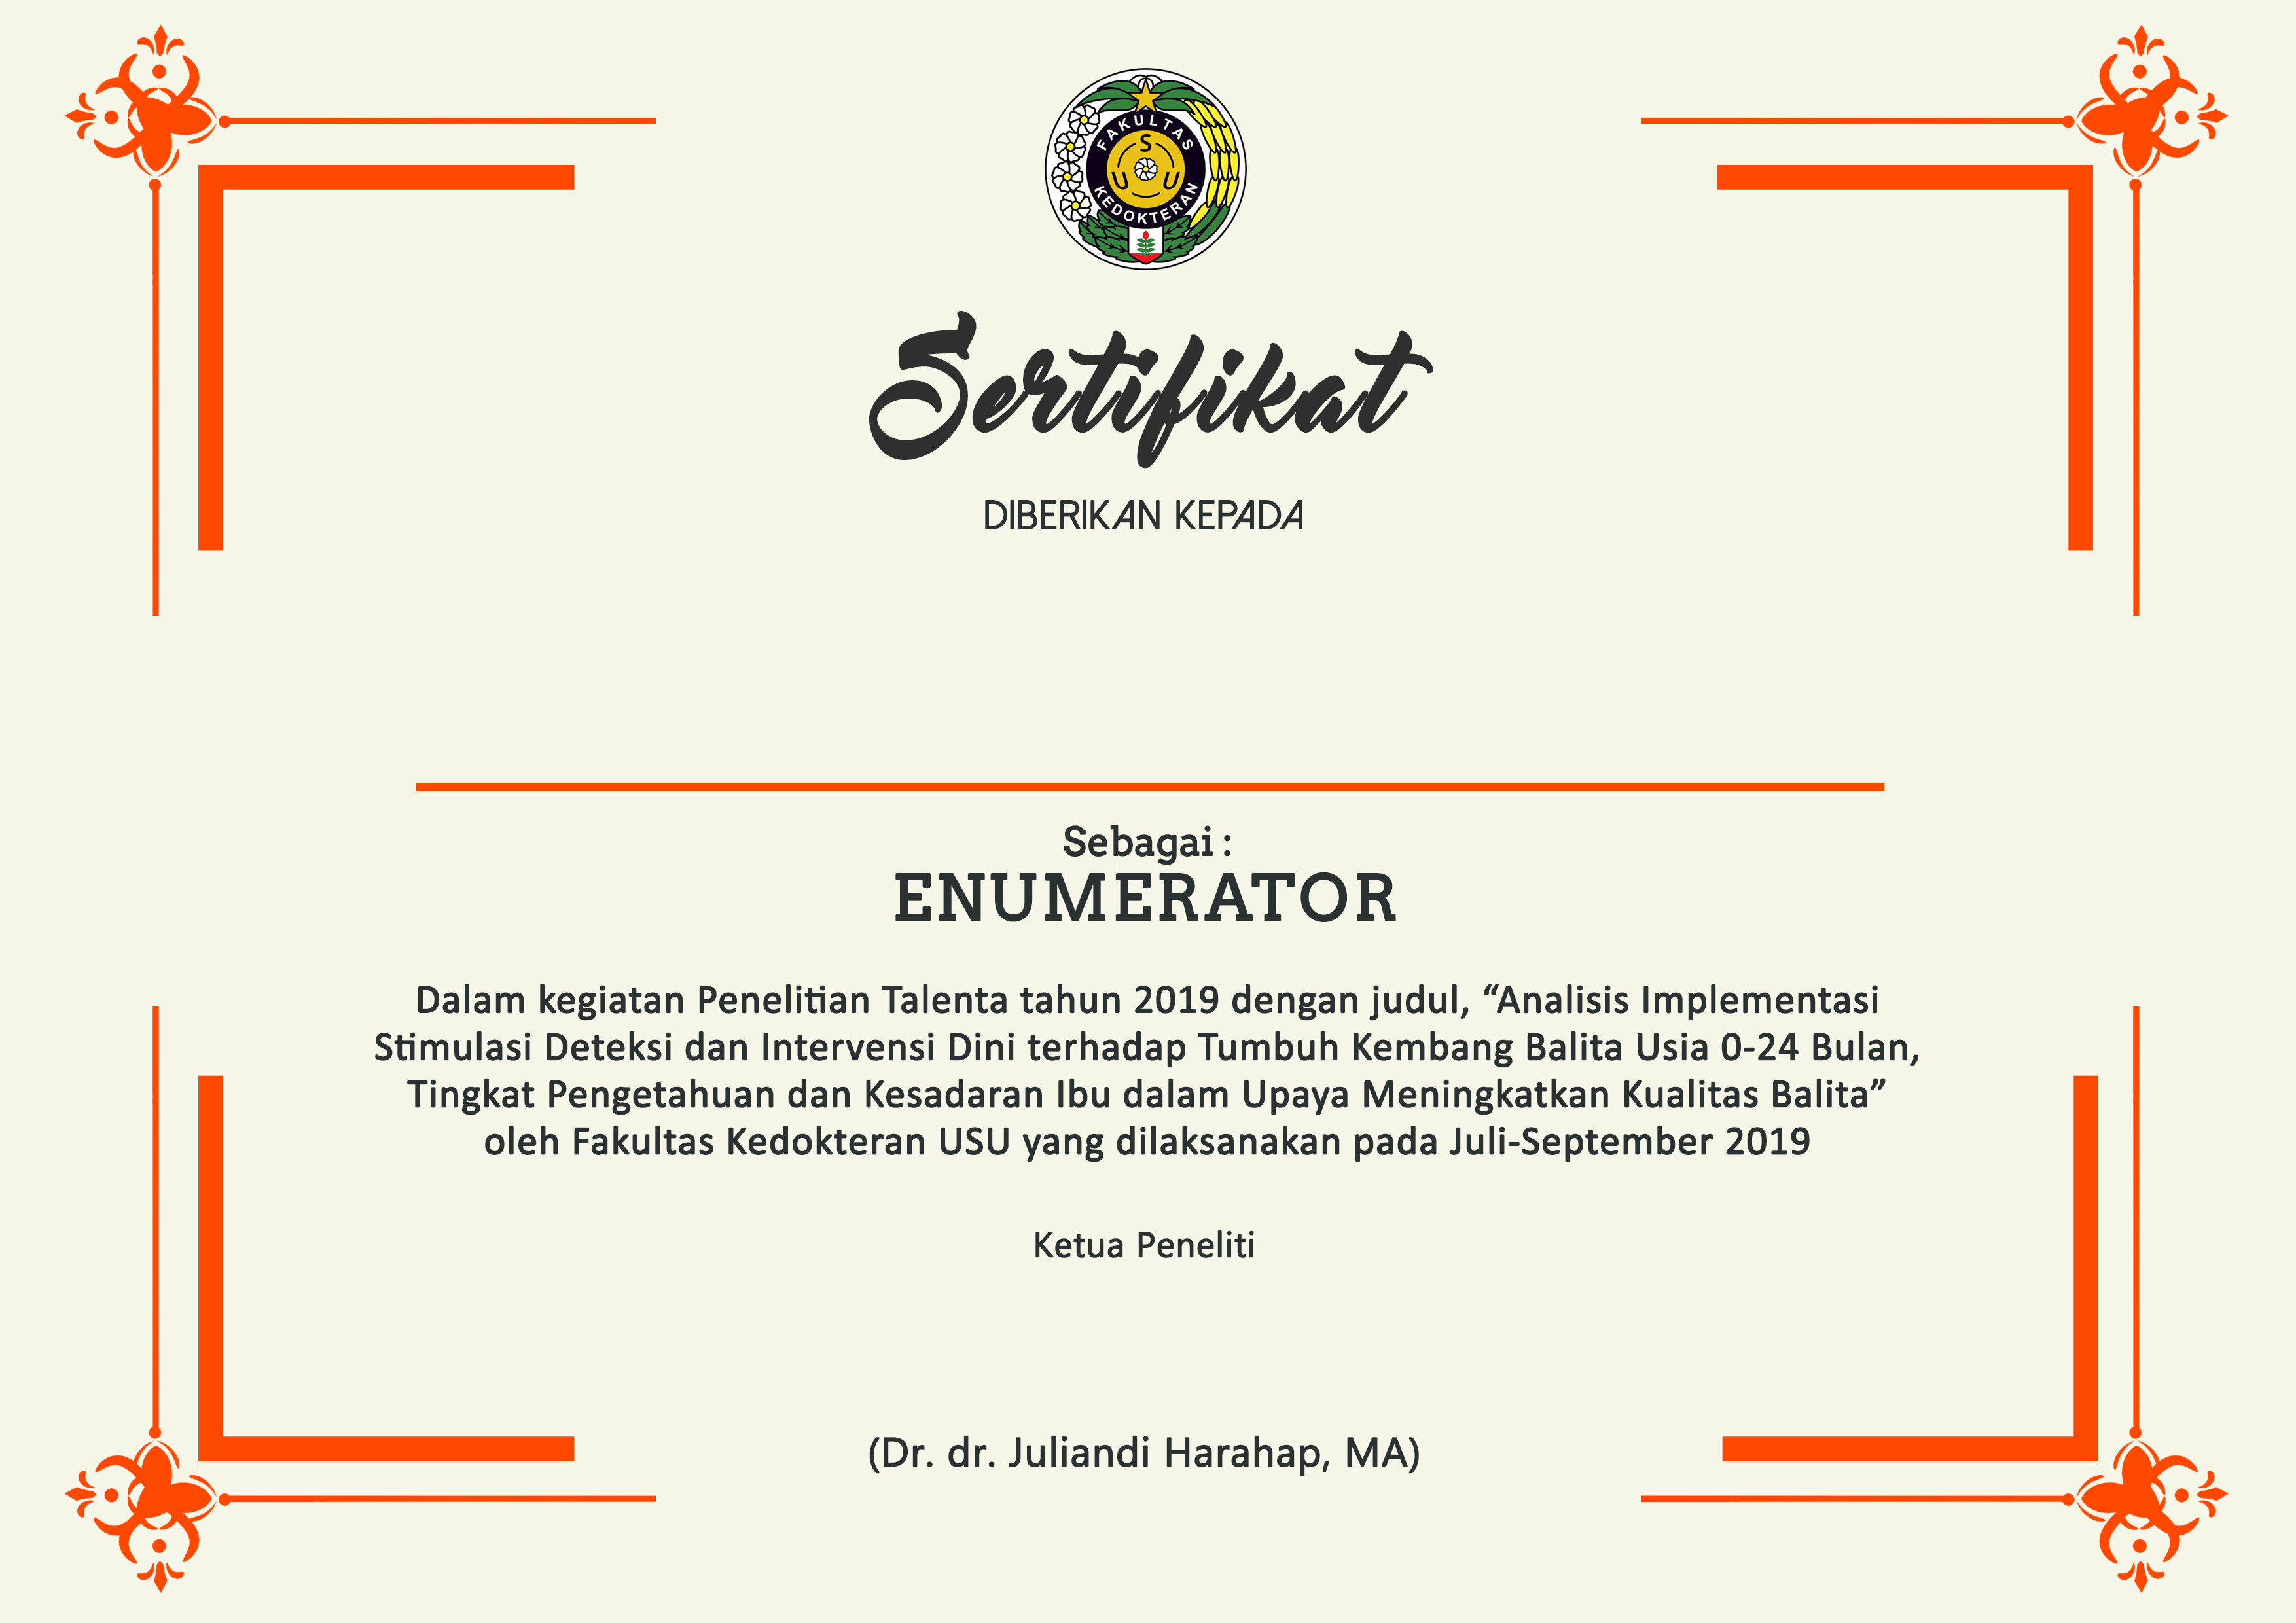 FAKULTAS
S
U U
KEDOKTERAN
Sertifikat
DIBERIKAN KEPADA
Sebagai :
ENUMERATOR
Dalam kegiatan Penelitian Talenta tahun 2019 dengan judul, “Analisis Implementasi
Stimulasi Deteksi dan Intervensi Dini terhadap Tumbuh Kembang Balita Usia 0-24 Bulan,
Tingkat Pengetahuan dan Kesadaran Ibu dalam Upaya Meningkatkan Kualitas Balita”
oleh Fakultas Kedokteran USU yang dilaksanakan pada Juli-September 2019
Ketua Peneliti
(Dr. dr. Juliandi Harahap, MA)